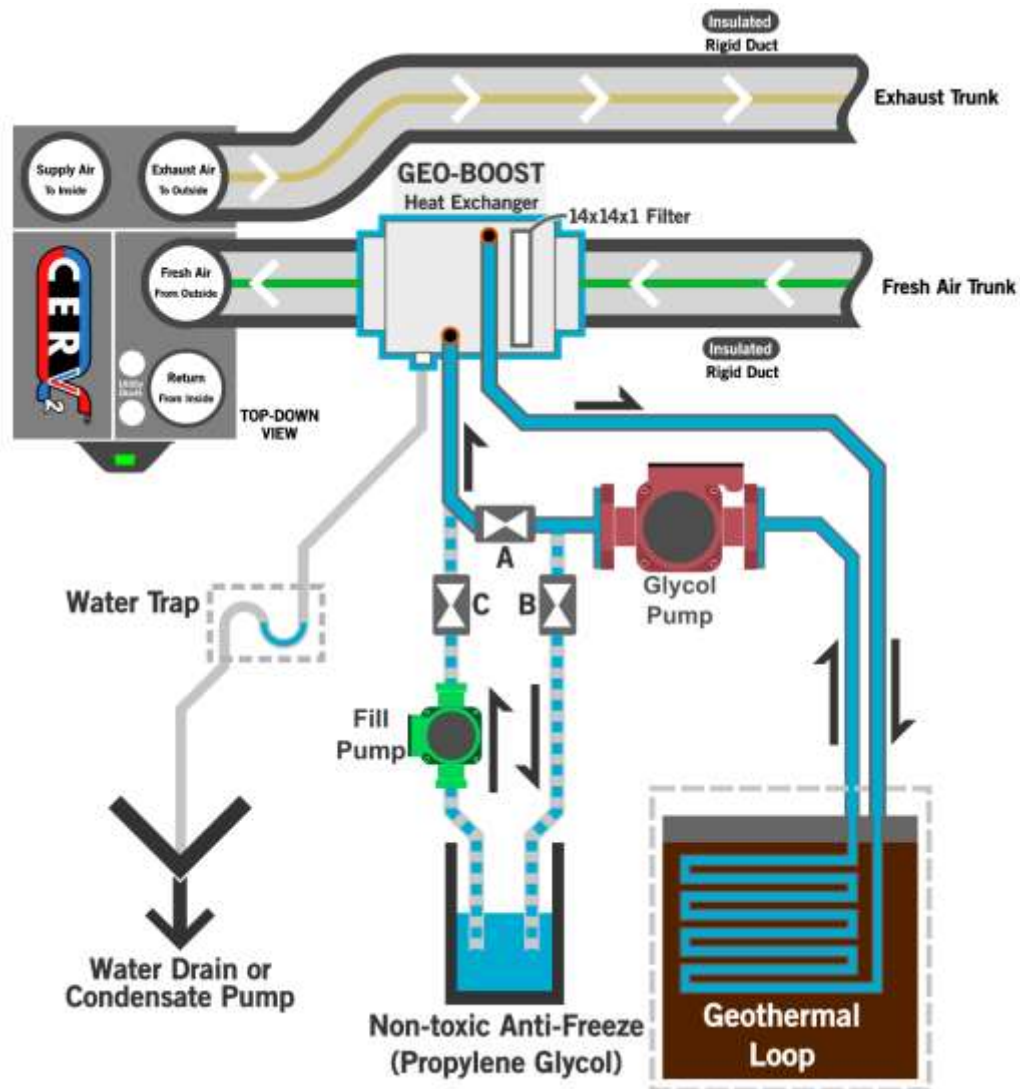 Insulated
Rigid Duct
Exhaust Trunk
Supply Air
To Inside
Exhaust Air
To Outside
GEO-BOOST
Heat Exchanger
14x14x1 Filter
Fresh Air
From Outside
Fresh Air Trunk
CERV
2
Insulated
Rigid Duct
Return
From Inside
TOP-DOWN
VIEW
A
Glycol
Pump
Water Trap
C
B
Fill
Pump
Water Drain or
Condensate Pump
Non-toxic Anti-Freeze
(Propylene Glycol)
Geothermal
Loop